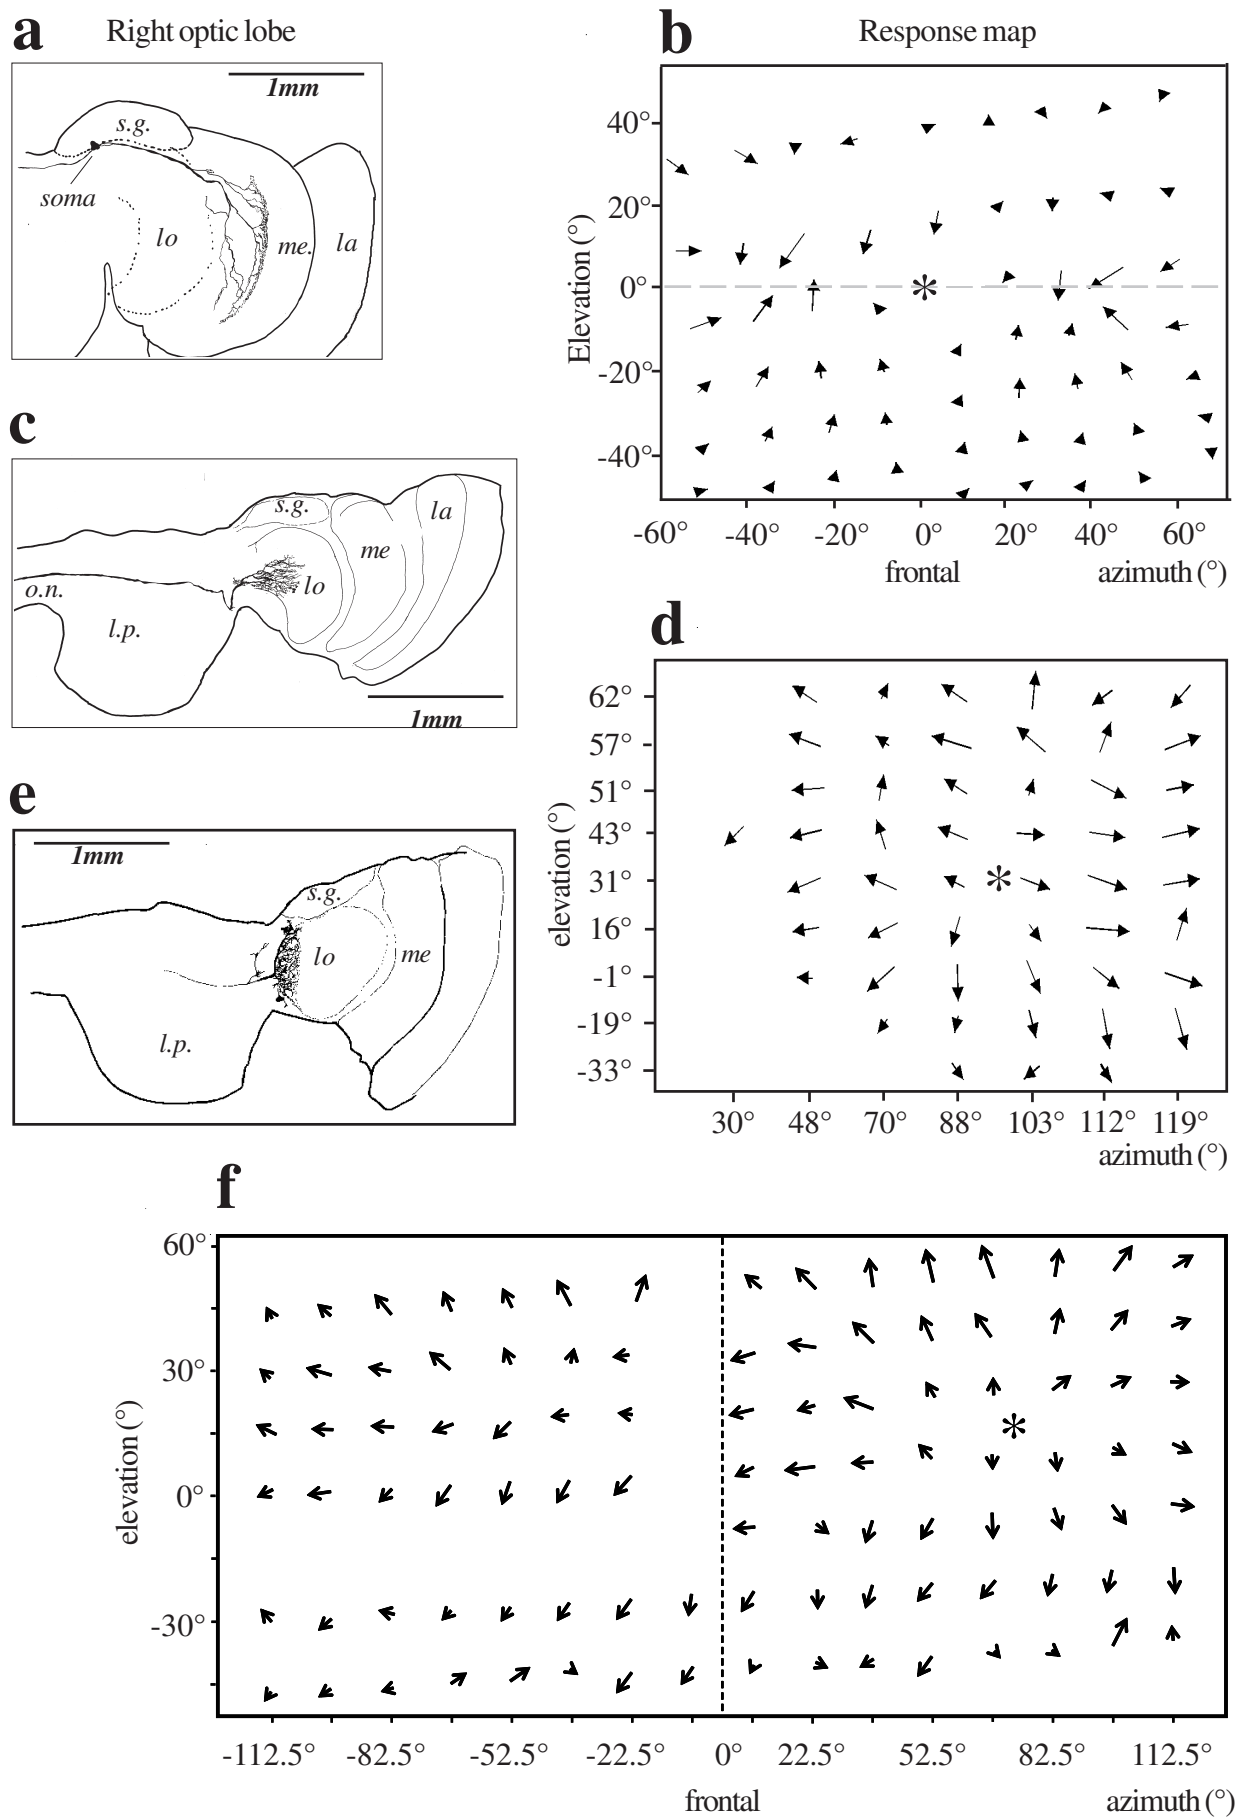 a Right optic lobe
1mm
s.g.
soma
lo
me.
la
b Response map
Elevation (°)
40°
20°
0°
-20°
-40°
-60° -40° -20° 0° 20° 40° 60°
frontal azimuth (°)
c
s.g.
la
me
lo
o.n.
l.p.
1mm
d
elevation (°)
62°
57°
51°
43°
31°
16°
-1°
-19°
-33°
30° 48° 70° 88° 103° 112° 119°
azimuth (°)
e
1mm
s.g.
lo
me
l.p.
f
elevation (°)
60°
30°
0°
-30°
-112.5° -82.5° -52.5° -22.5° 0° 22.5° 52.5° 82.5° 112.5°
frontal azimuth (°)